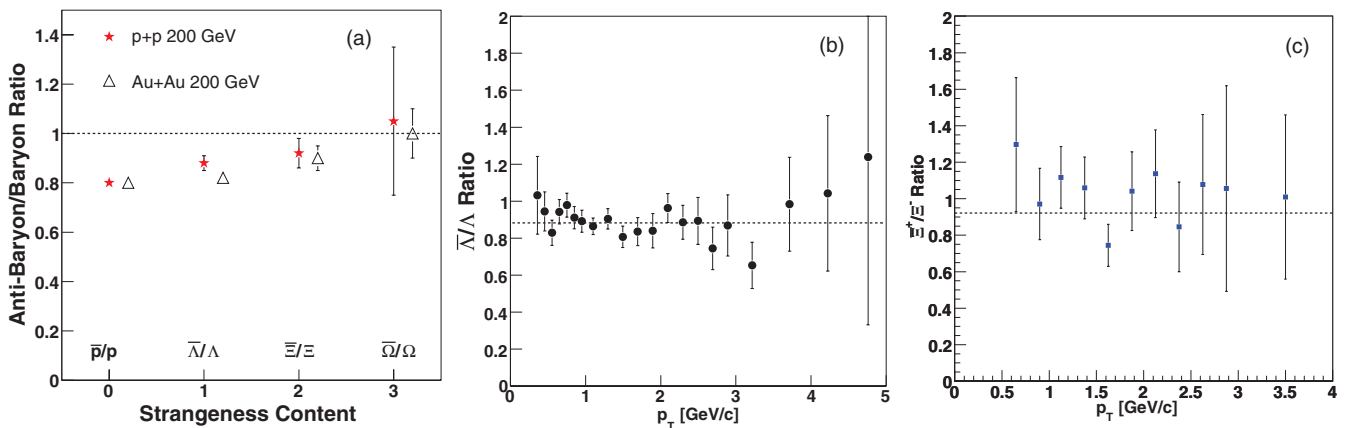 (a)
p+p 200 GeV
Au+Au 200 GeV
Anti-Baryon/Baryon Ratio
1.4
1.2
1
0.8
0.6
0.4
0.2
0
p̅/p Λ̅/Λ Ξ̅/Ξ Ω̅/Ω
0 1 2 3
Strangeness Content
(b)
Λ̅/Λ Ratio
2
1.8
1.6
1.4
1.2
1
0.8
0.6
0.4
0.2
0
0 1 2 3 4 5
p_T [GeV/c]
(c)
Ξ̅⁺/Ξ⁻ Ratio
2
1.8
1.6
1.4
1.2
1
0.8
0.6
0.4
0.2
0
0 0.5 1 1.5 2 2.5 3 3.5 4
p_T [GeV/c]